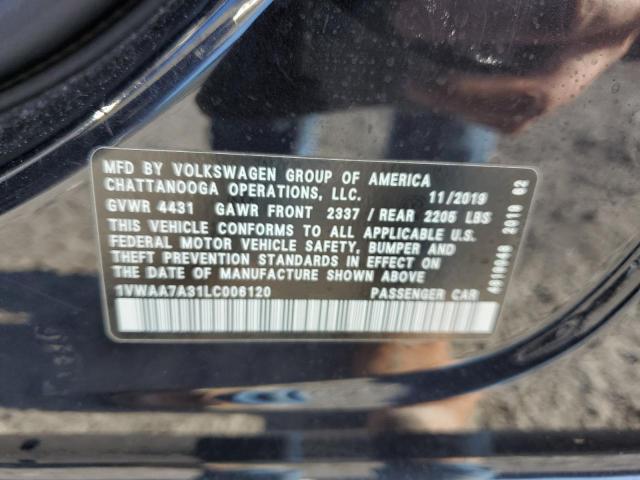 MFD BY VOLKSWAGEN GROUP OF AMERICA
CHATTANOOGA OPERATIONS, LLC. 11/2019
GVWR 4431 GAWR FRONT 2337 / REAR 2205 LBS
THIS VEHICLE CONFORMS TO ALL APPLICABLE U.S.
FEDERAL MOTOR VEHICLE SAFETY, BUMPER AND
THEFT PREVENTION STANDARDS IN EFFECT ON THE
DATE OF MANUFACTURE SHOWN ABOVE.
1VWAA7A31LC006120 PASSENGER CAR